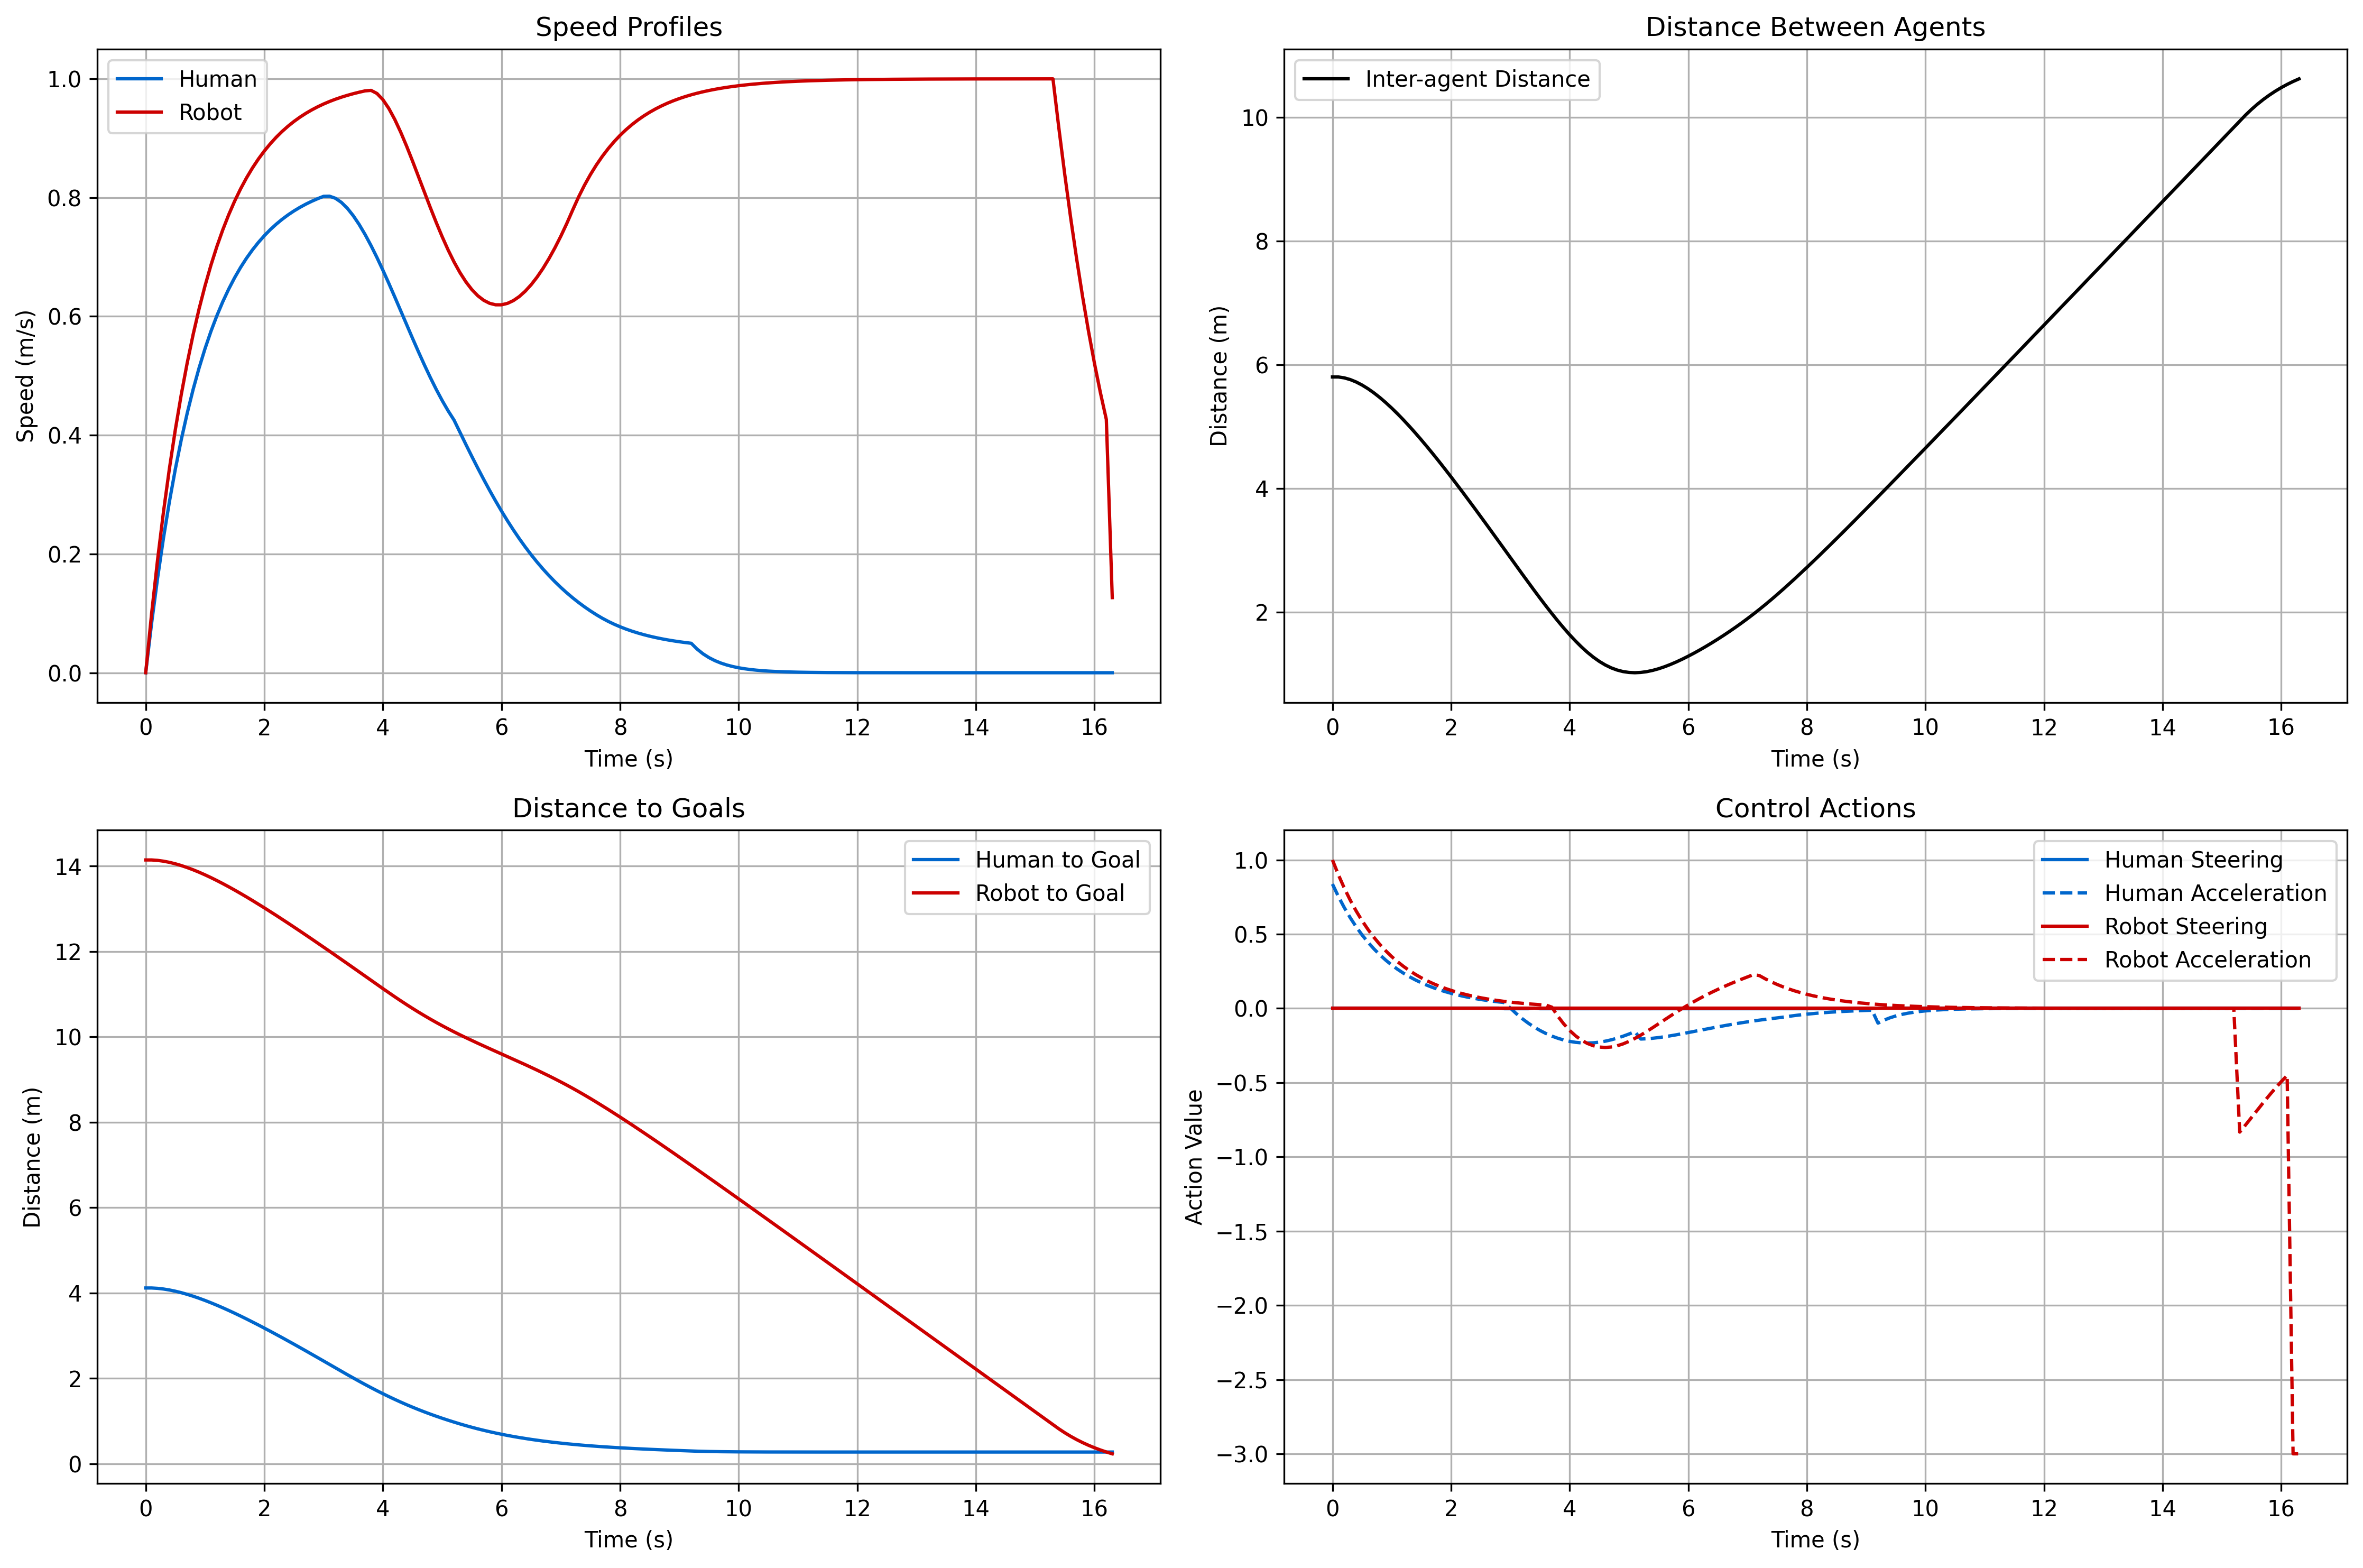 Speed Profiles
Human
Robot
1.0
0.8
0.6
0.4
0.2
0.0
Speed (m/s)
0 2 4 6 8 10 12 14 16
Time (s)
Distance Between Agents
Inter-agent Distance
10
8
6
4
2
Distance (m)
0 2 4 6 8 10 12 14 16
Time (s)
Distance to Goals
Human to Goal
Robot to Goal
14
12
10
8
6
4
2
0
Distance (m)
0 2 4 6 8 10 12 14 16
Time (s)
Control Actions
Human Steering
Human Acceleration
Robot Steering
Robot Acceleration
1.0
0.5
0.0
−0.5
−1.0
−1.5
−2.0
−2.5
−3.0
Action Value
0 2 4 6 8 10 12 14 16
Time (s)